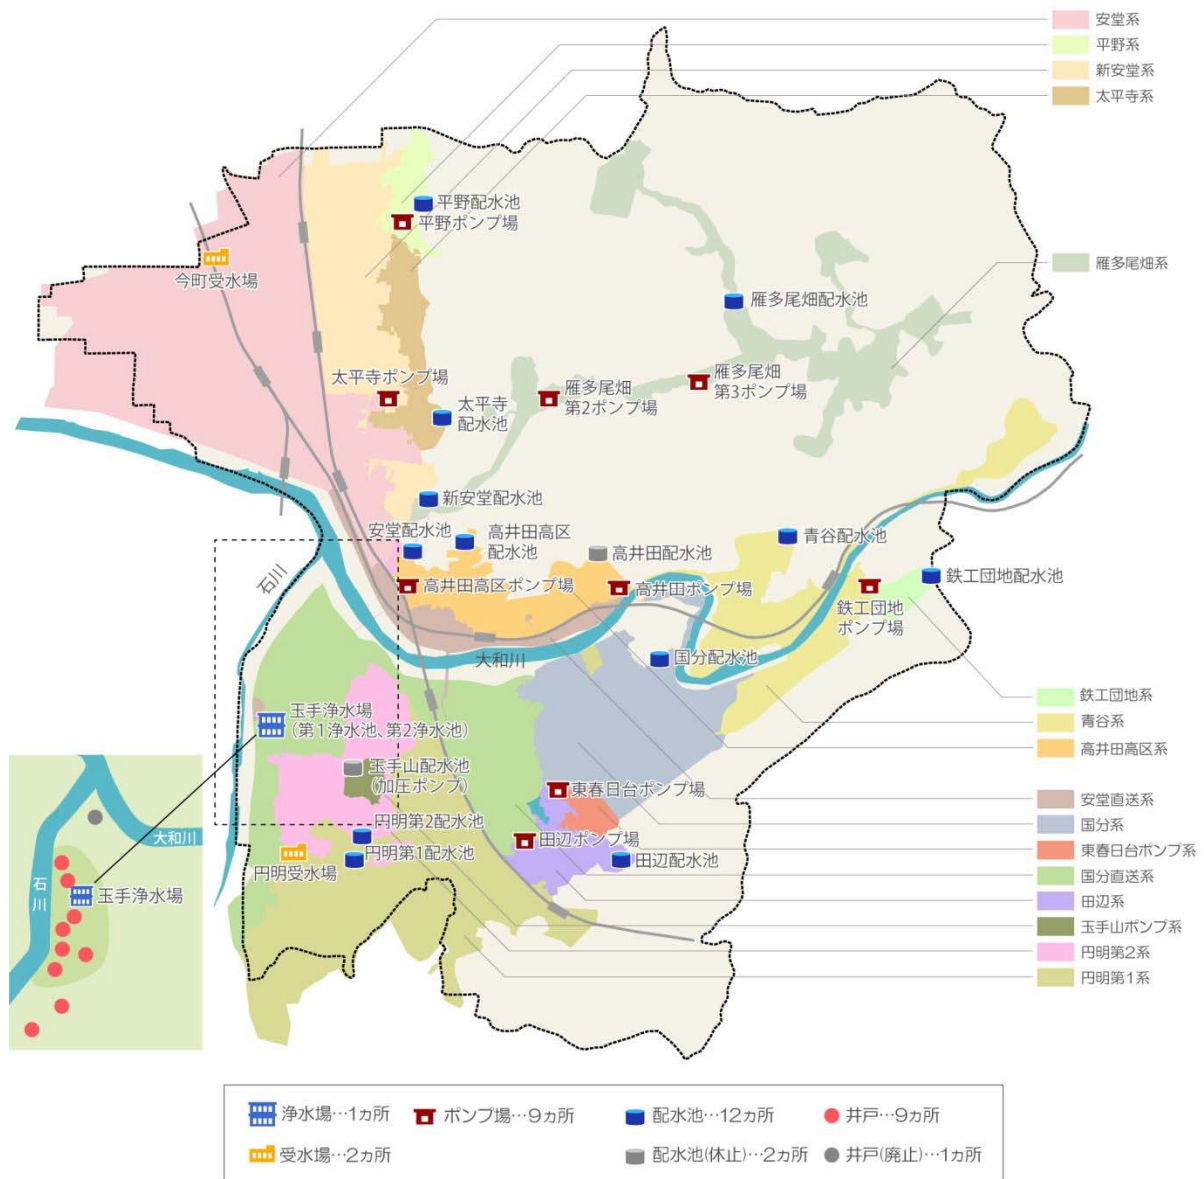 安堂系
平野系
新安堂系
太平寺系
平野配水池
平野ポンプ場
今町受水場
雁多尾畑系
雁多尾畑配水池
太平寺ポンプ場
太平寺
配水池
雁多尾畑
第2ポンプ場
雁多尾畑
第3ポンプ場
新安堂配水池
安堂配水池
高井田高区
配水池
高井田配水池
青谷配水池
石川
高井田高区ポンプ場
高井田ポンプ場
鉄工団地配水池
鉄工団地
ポンプ場
大和川
国分配水池
鉄工団地系
青谷系
高井田高区系
玉手浄水場
(第1浄水池、第2浄水池)
玉手山配水池
(加圧ポンプ)
東春日台ポンプ場
安堂直送系
国分系
東春日台ポンプ系
国分直送系
田辺系
玉手山ポンプ系
円明第2系
円明第1系
円明第2配水池
円明第1配水池
円明受水場
田辺ポンプ場
田辺配水池
大和川
石川
玉手浄水場
浄水場…1ヵ所
ポンプ場…9ヵ所
配水池…12ヵ所
井戸…9ヵ所
受水場…2ヵ所
配水池(休止)…2ヵ所
井戸(廃止)…1ヵ所